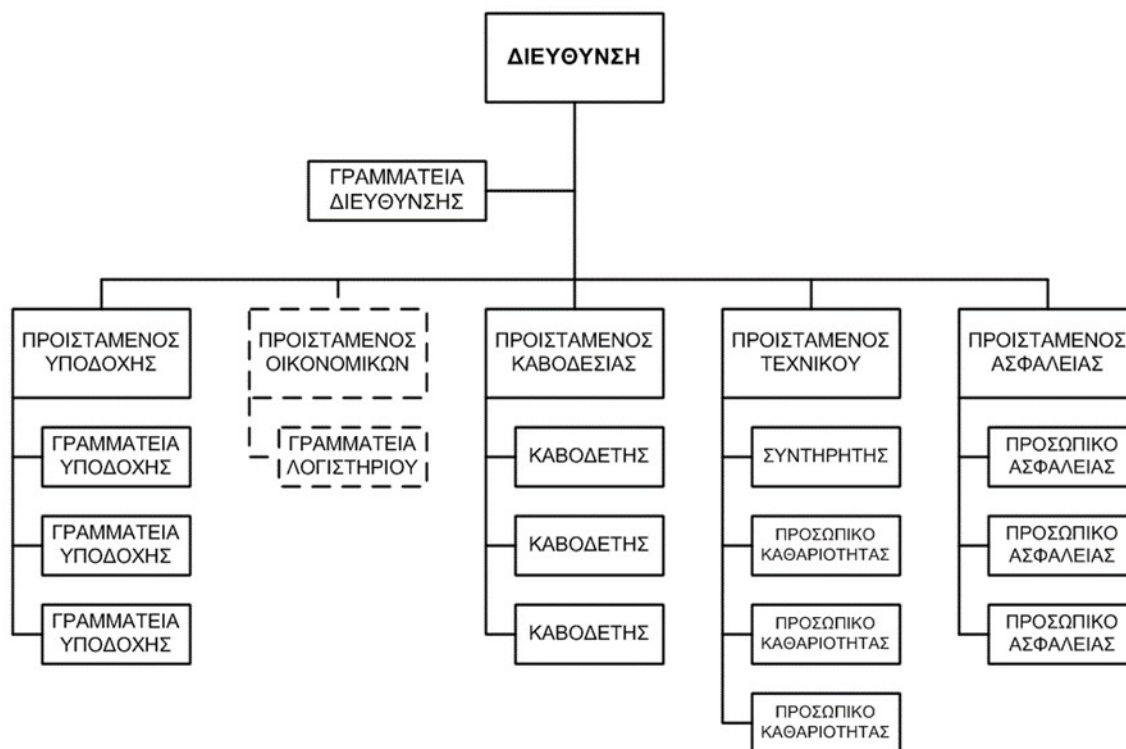 ΔΙΕΥΘΥΝΣΗ
ΓΡΑΜΜΑΤΕΙΑ
ΔΙΕΥΘΥΝΣΗΣ
ΠΡΟΙΣΤΑΜΕΝΟΣ
ΥΠΟΔΟΧΗΣ
ΓΡΑΜΜΑΤΕΙΑ
ΥΠΟΔΟΧΗΣ
ΓΡΑΜΜΑΤΕΙΑ
ΥΠΟΔΟΧΗΣ
ΓΡΑΜΜΑΤΕΙΑ
ΥΠΟΔΟΧΗΣ
ΠΡΟΙΣΤΑΜΕΝΟΣ
ΟΙΚΟΝΟΜΙΚΩΝ
ΓΡΑΜΜΑΤΕΙΑ
ΛΟΓΙΣΤΗΡΙΟΥ
ΠΡΟΙΣΤΑΜΕΝΟΣ
ΚΑΒΟΔΕΣΙΑΣ
ΚΑΒΟΔΕΤΗΣ
ΚΑΒΟΔΕΤΗΣ
ΚΑΒΟΔΕΤΗΣ
ΠΡΟΙΣΤΑΜΕΝΟΣ
ΤΕΧΝΙΚΟΥ
ΣΥΝΤΗΡΗΤΗΣ
ΠΡΟΣΩΠΙΚΟ
ΚΑΘΑΡΙΟΤΗΤΑΣ
ΠΡΟΣΩΠΙΚΟ
ΚΑΘΑΡΙΟΤΗΤΑΣ
ΠΡΟΣΩΠΙΚΟ
ΚΑΘΑΡΙΟΤΗΤΑΣ
ΠΡΟΙΣΤΑΜΕΝΟΣ
ΑΣΦΑΛΕΙΑΣ
ΠΡΟΣΩΠΙΚΟ
ΑΣΦΑΛΕΙΑΣ
ΠΡΟΣΩΠΙΚΟ
ΑΣΦΑΛΕΙΑΣ
ΠΡΟΣΩΠΙΚΟ
ΑΣΦΑΛΕΙΑΣ